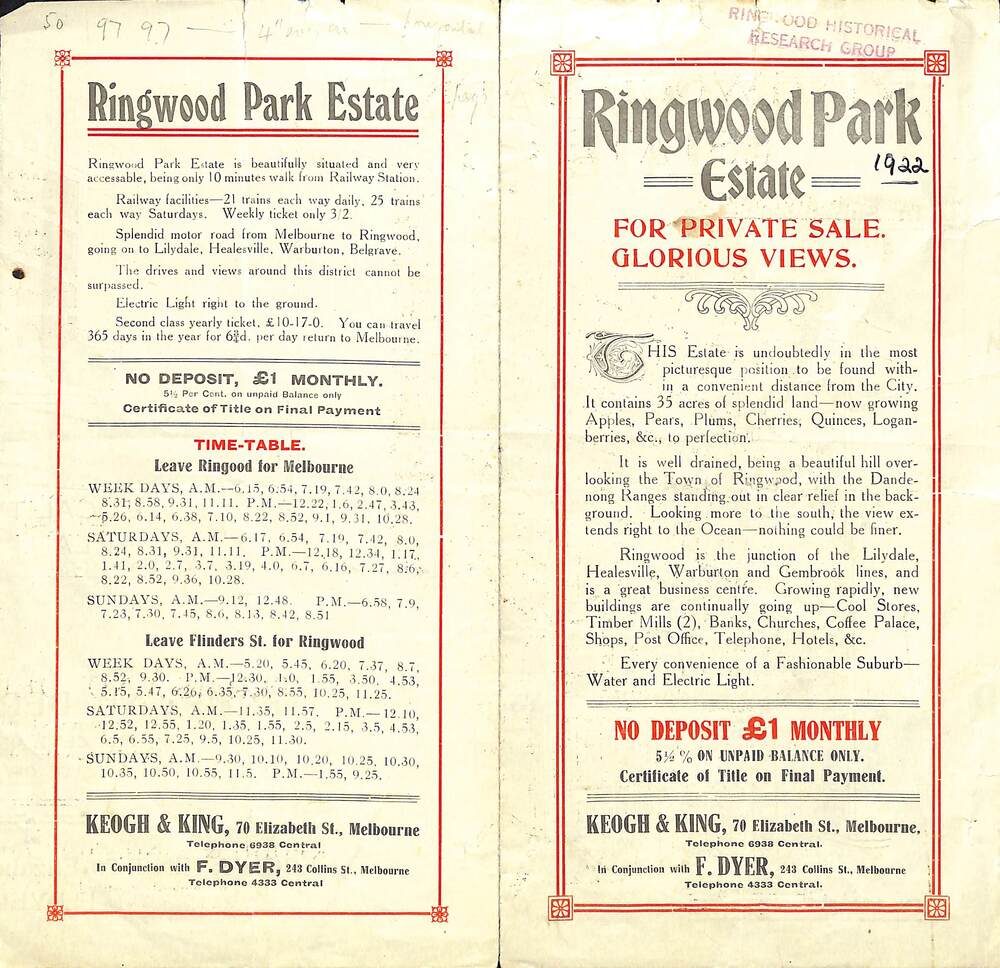 50 97 97 —
Ringwood Park Estate
Ringwood Park Estate is beautifully situated and very
accessable, being only 10 minutes walk from Railway Station.
Railway facilities—21 trains each way daily, 25 trains
each way Saturdays. Weekly ticket only 3/2.
Splendid motor road from Melbourne to Ringwood,
going on to Lilydale, Healesville, Warburton, Belgrave.
The drives and views around this district cannot be
surpassed.
Electric Light right to the ground.
Second class yearly ticket, £10-17-0. You can travel
365 days in the year for 6¾d. per day return to Melbourne.
NO DEPOSIT, £1 MONTHLY.
5½ Per Cent. on unpaid Balance only
Certificate of Title on Final Payment
TIME-TABLE.
Leave Ringood for Melbourne
WEEK DAYS, A.M.—6.15, 6.54, 7.19, 7.42, 8.0, 8.24
8.31, 8.58, 9.31, 11.11. P.M.—12.22, 1.6, 2.47, 3.43,
5.26, 6.14, 6.38, 7.10, 8.22, 8.52, 9.1, 9.31, 10.28.
SATURDAYS, A.M.—6.17, 6.54, 7.19, 7.42, 8.0,
8.24, 8.31, 9.31, 11.11. P.M.—12.18, 12.34, 1.17,
1.41, 2.0, 2.7, 3.7, 3.19, 4.0, 6.7, 6.16, 7.27, 8.6,
8.22, 8.52, 9.36, 10.28.
SUNDAYS, A.M.—9.12, 12.48. P.M.—6.58, 7.9,
7.23, 7.30, 7.45, 8.6, 8.13, 8.42, 8.51
Leave Flinders St. for Ringwood
WEEK DAYS, A.M.—5.20, 5.45, 6.20, 7.37, 8.7,
8.52, 9.30. P.M.—12.30, 1.0, 1.55, 3.50, 4.53,
5.15, 5.47, 6.26, 6.35, 7.30, 8.55, 10.25, 11.25.
SATURDAYS, A.M.—11.35, 11.57. P.M.—12.10,
12.52, 12.55, 1.20, 1.35, 1.55, 2.5, 2.15, 3.5, 4.53,
6.5, 6.55, 7.25, 9.5, 10.25, 11.30.
SUNDAYS, A.M.—9.30, 10.10, 10.20, 10.25, 10.30,
10.35, 10.50, 10.55, 11.5. P.M.—1.55, 9.25.
KEOGH & KING, 70 Elizabeth St., Melbourne
Telephone 6938 Central
In Conjunction with F. DYER, 243 Collins St., Melbourne
Telephone 4333 Central
RINGWOOD HISTORICAL
RESEARCH GROUP
Ringwood Park
Estate
1922
FOR PRIVATE SALE.
GLORIOUS VIEWS.
THIS Estate is undoubtedly in the most
picturesque position to be found with-
in a convenient distance from the City.
It contains 35 acres of splendid land—now growing
Apples, Pears, Plums, Cherries, Quinces, Logan-
berries, &c., to perfection.
It is well drained, being a beautiful hill over-
looking the Town of Ringwood, with the Dande-
nong Ranges standing out in clear relief in the back-
ground. Looking more to the south, the view ex-
tends right to the Ocean—nothing could be finer.
Ringwood is the junction of the Lilydale,
Healesville, Warburton and Gembrook lines, and
is a great business centre. Growing rapidly, new
buildings are continually going up—Cool Stores,
Timber Mills (2), Banks, Churches, Coffee Palace,
Shops, Post Office, Telephone, Hotels, &c.
Every convenience of a Fashionable Suburb—
Water and Electric Light.
NO DEPOSIT £1 MONTHLY
5½ % ON UNPAID BALANCE ONLY.
Certificate of Title on Final Payment.
KEOGH & KING, 70 Elizabeth St., Melbourne.
Telephone 6938 Central.
In Conjunction with F. DYER, 243 Collins St., Melbourne
Telephone 4333 Central.